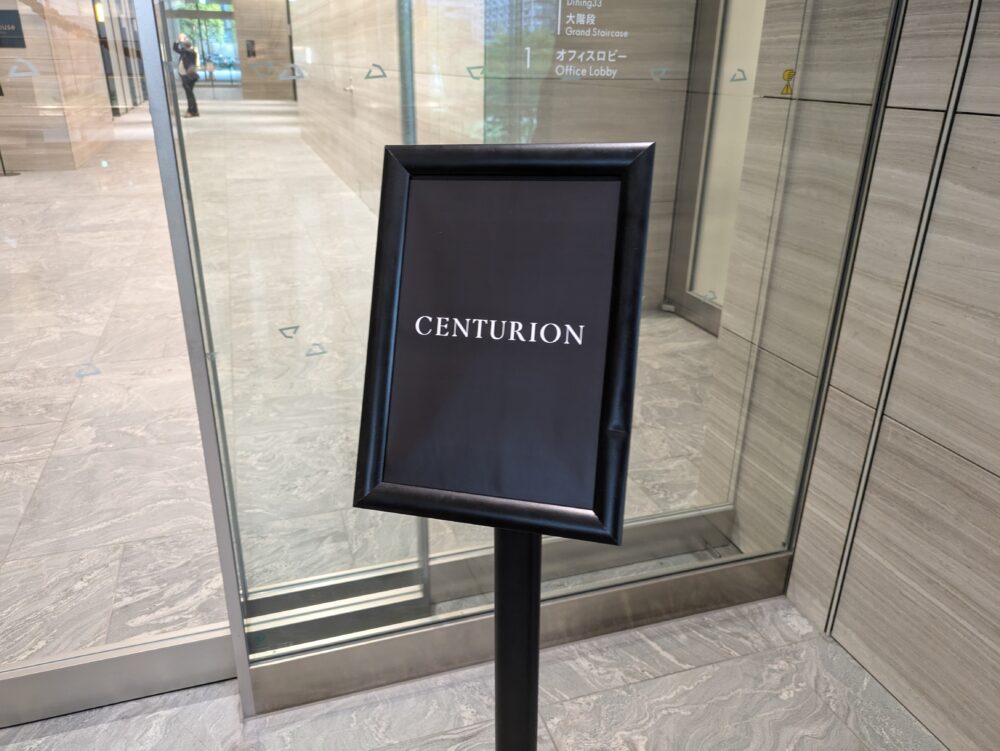 Dining33
大階段
Grand Staircase
1 オフィスロビー
Office Lobby
CENTURION